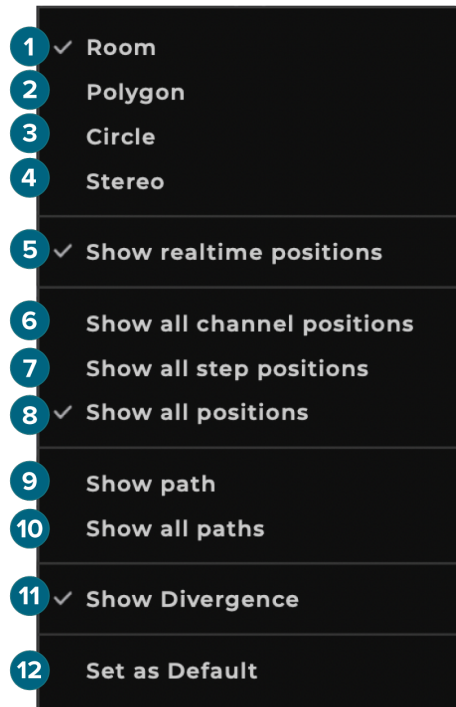 1 ✓ Room
2 Polygon
3 Circle
4 Stereo
5 ✓ Show realtime positions
6 Show all channel positions
7 Show all step positions
8 ✓ Show all positions
9 Show path
10 Show all paths
11 ✓ Show Divergence
12 Set as Default